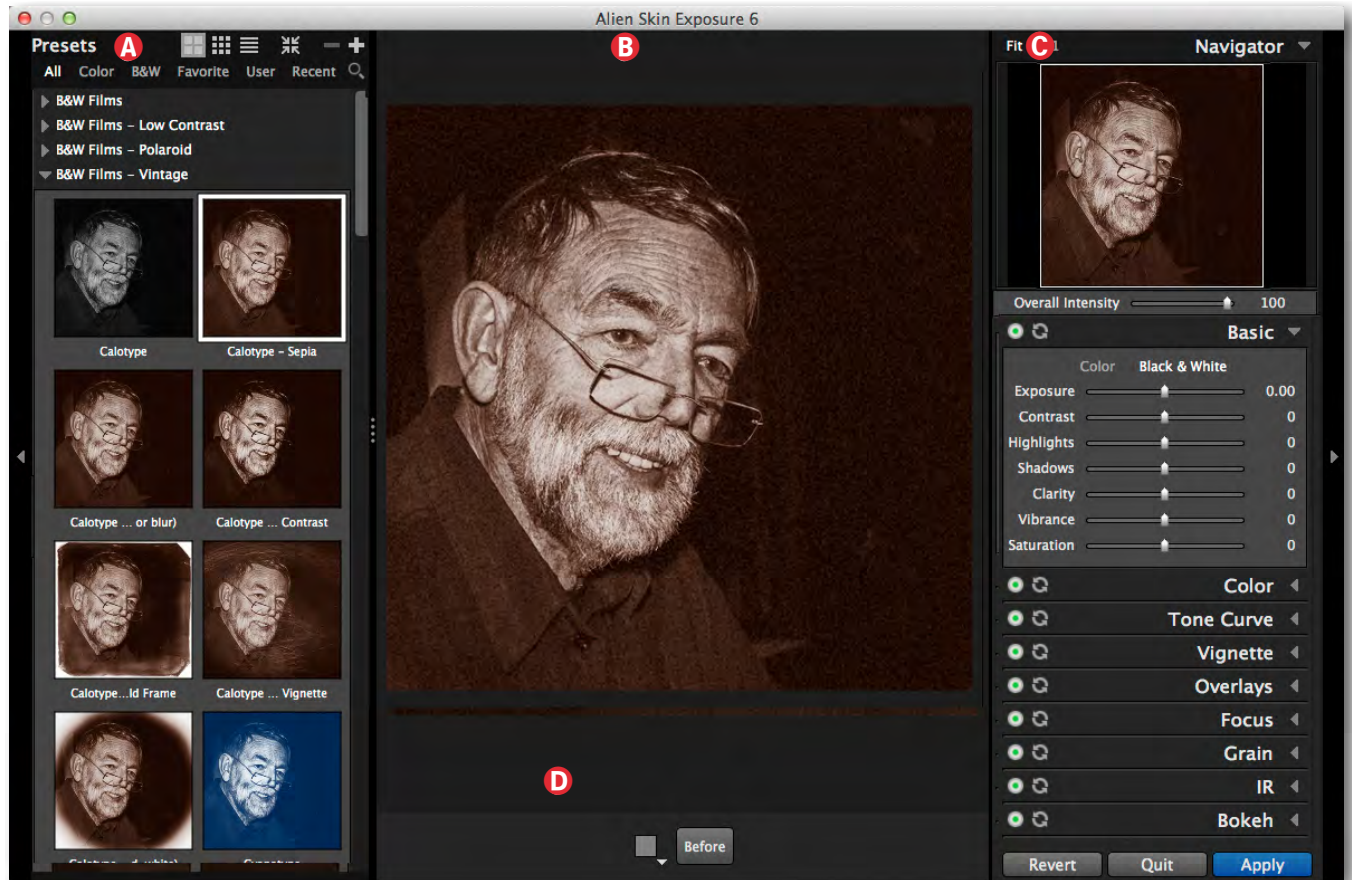 Alien Skin Exposure 6
Presets
A
All Color B&W Favorite User Recent
B&W Films
B&W Films – Low Contrast
B&W Films – Polaroid
B&W Films – Vintage
Calotype
Calotype – Sepia
Calotype ... or blur)
Calotype ... Contrast
Calotype...ld Frame
Calotype ... Vignette
B
D
Before
Fit
C
1
Navigator
Overall Intensity 100
Basic
Color Black & White
Exposure 0.00
Contrast 0
Highlights 0
Shadows 0
Clarity 0
Vibrance 0
Saturation 0
Color
Tone Curve
Vignette
Overlays
Focus
Grain
IR
Bokeh
Revert Quit Apply